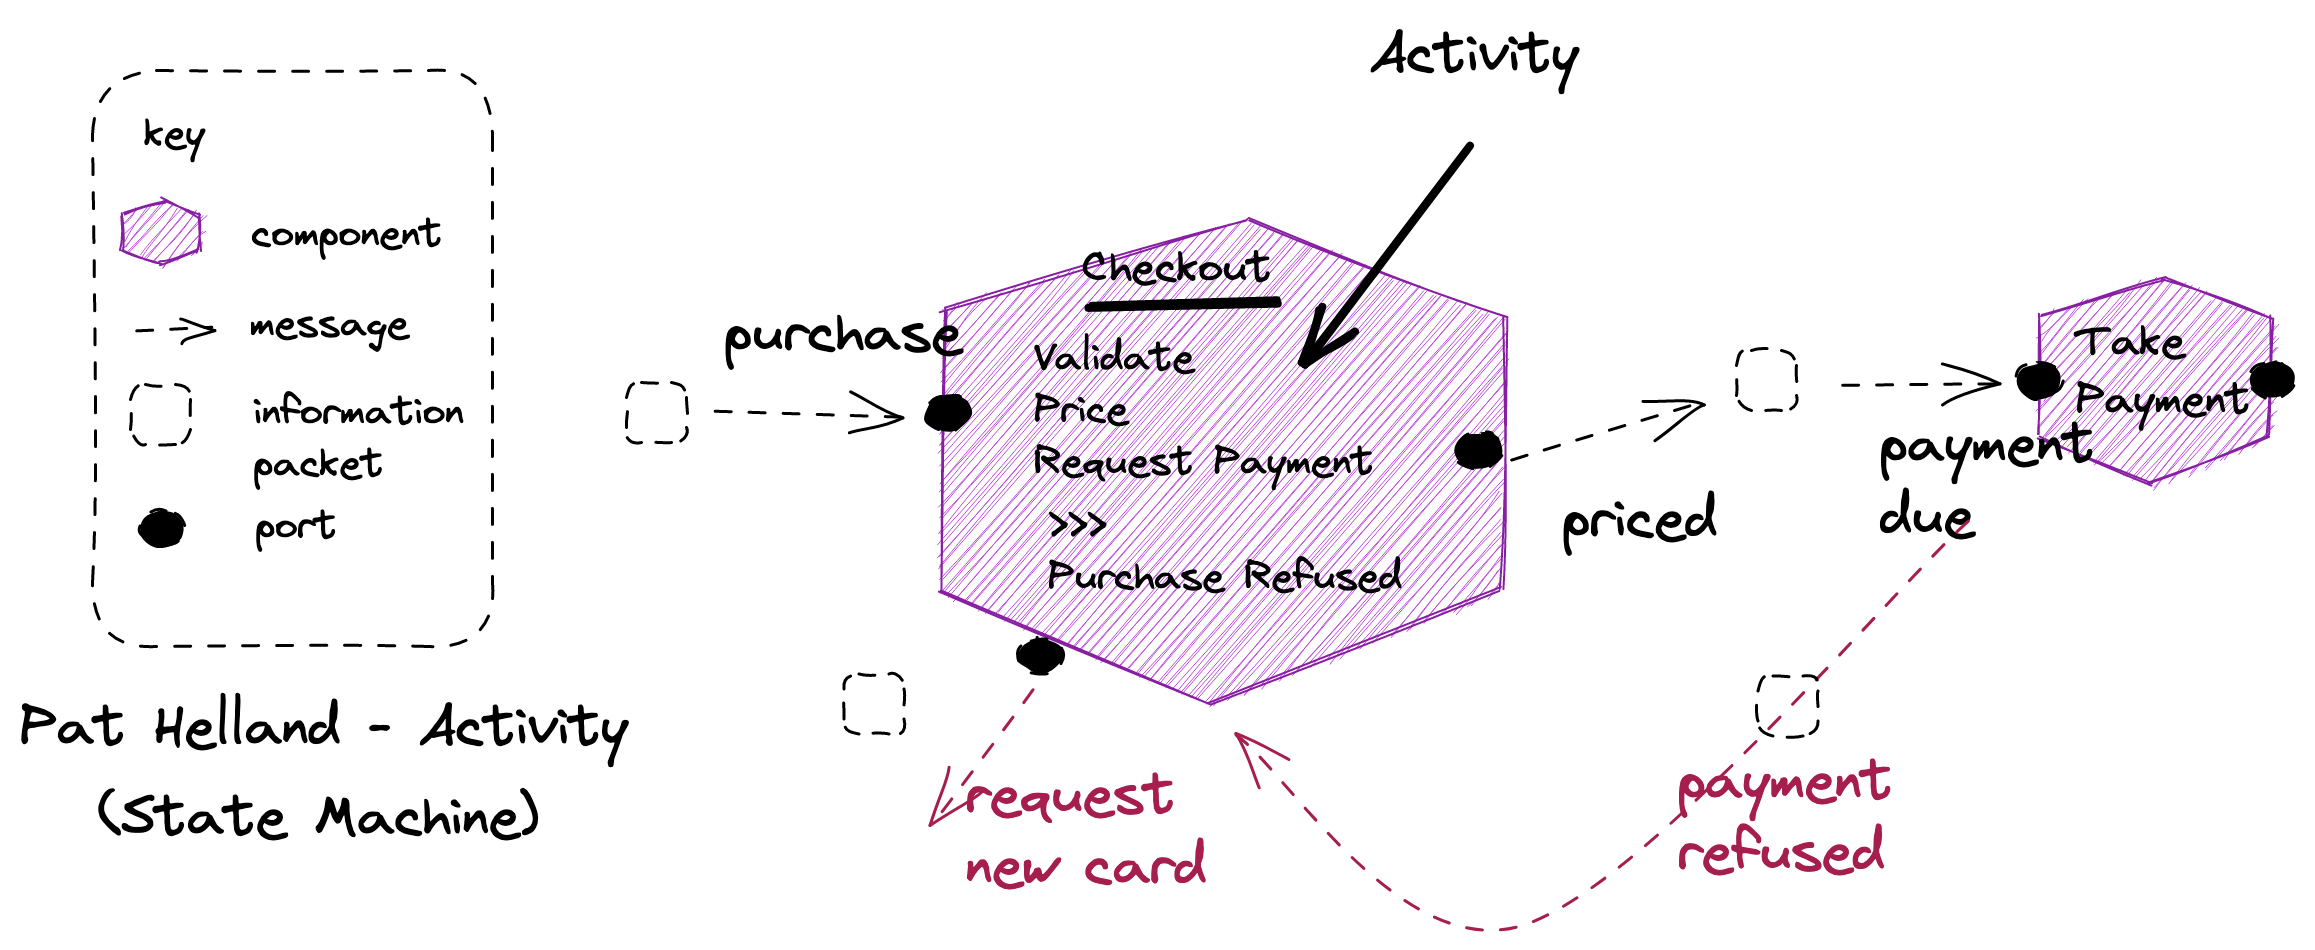 key
component
message
information
packet
port
Pat Helland - Activity
(State Machine)
Activity
purchase
Checkout
Validate
Price
Request Payment
>>>
Purchase Refused
priced
Take
Payment
payment
due
request
new card
payment
refused